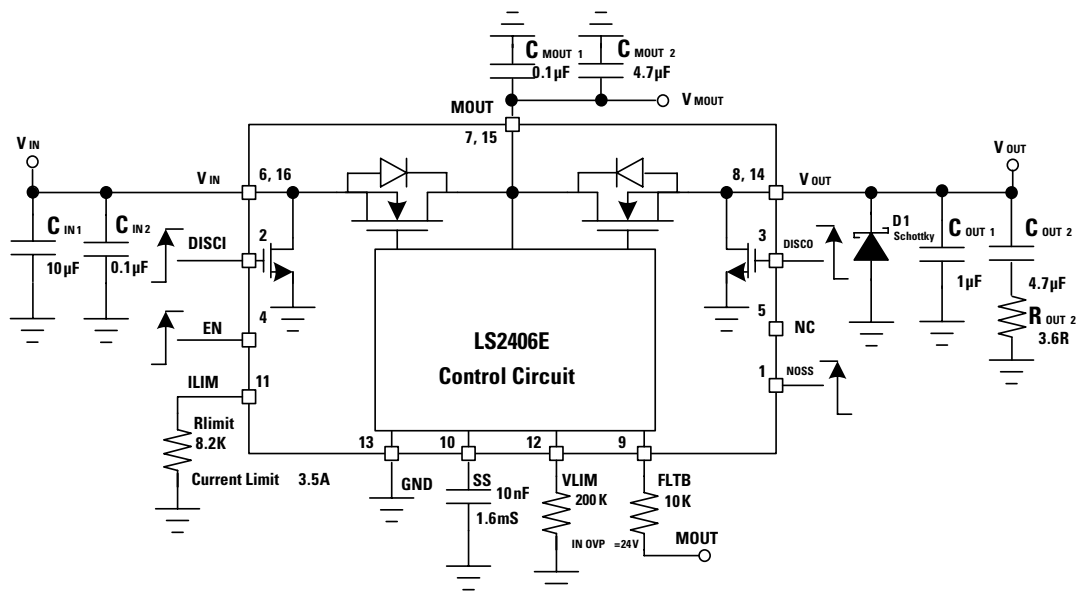 C MOUT 1
0.1µF
C MOUT 2
4.7µF
V MOUT
MOUT
7, 15
V IN
V IN
6, 16
8, 14
V OUT
V OUT
C IN1
10µF
C IN2
0.1µF
DISCI
2
3
DISCO
D1
Schottky
C OUT 1
1µF
C OUT 2
4.7µF
R OUT 2
3.6R
EN
4
5
NC
LS2406E
Control Circuit
1
NOSS
ILIM
11
Rlimit
8.2K
Current Limit 3.5A
13
10
12
9
GND
SS
10nF
1.6mS
VLIM
200K
IN OVP =24V
FLTB
10K
MOUT